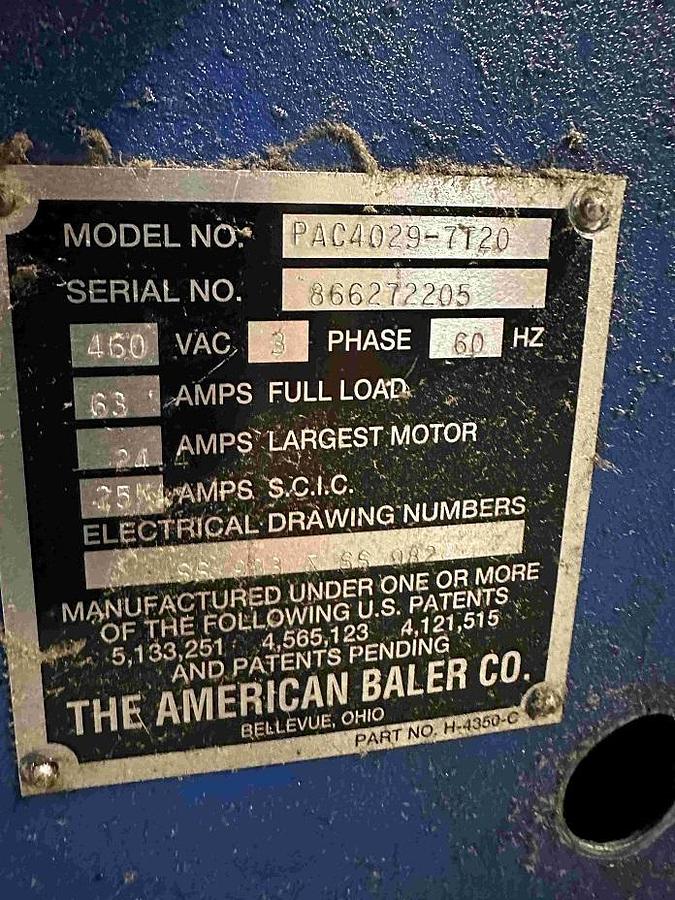 MODEL NO. PAC4029-7T20
SERIAL NO. 866272205
460 VAC 3 PHASE 60 HZ
63 AMPS FULL LOAD
24.4 AMPS LARGEST MOTOR
25K AMPS S.C.I.C.
ELECTRICAL DRAWING NUMBERS
MANUFACTURED UNDER ONE OR MORE
OF THE FOLLOWING U.S. PATENTS
5,133,251 4,565,123 4,121,515
AND PATENTS PENDING
THE AMERICAN BALER CO.
BELLEVUE, OHIO
PART NO. H-4350-C